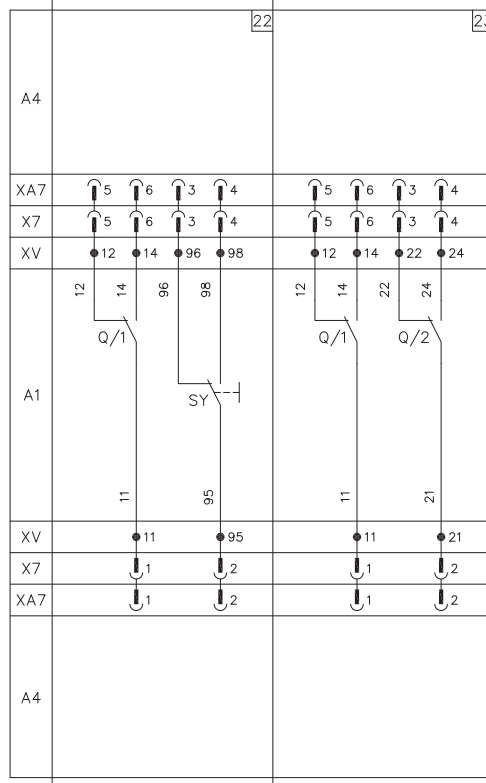 22 23
A4
XA7 5 6 3 4 5 6 3 4
X7 5 6 3 4 5 6 3 4
XV 12 14 96 98 12 14 22 24
12 14 96 98 12 14 22 24
Q/1 Q/1 Q/2
A1 SY
11 95 11 21
XV 11 95 11 21
X7 1 2 1 2
XA7 1 2 1 2
A4